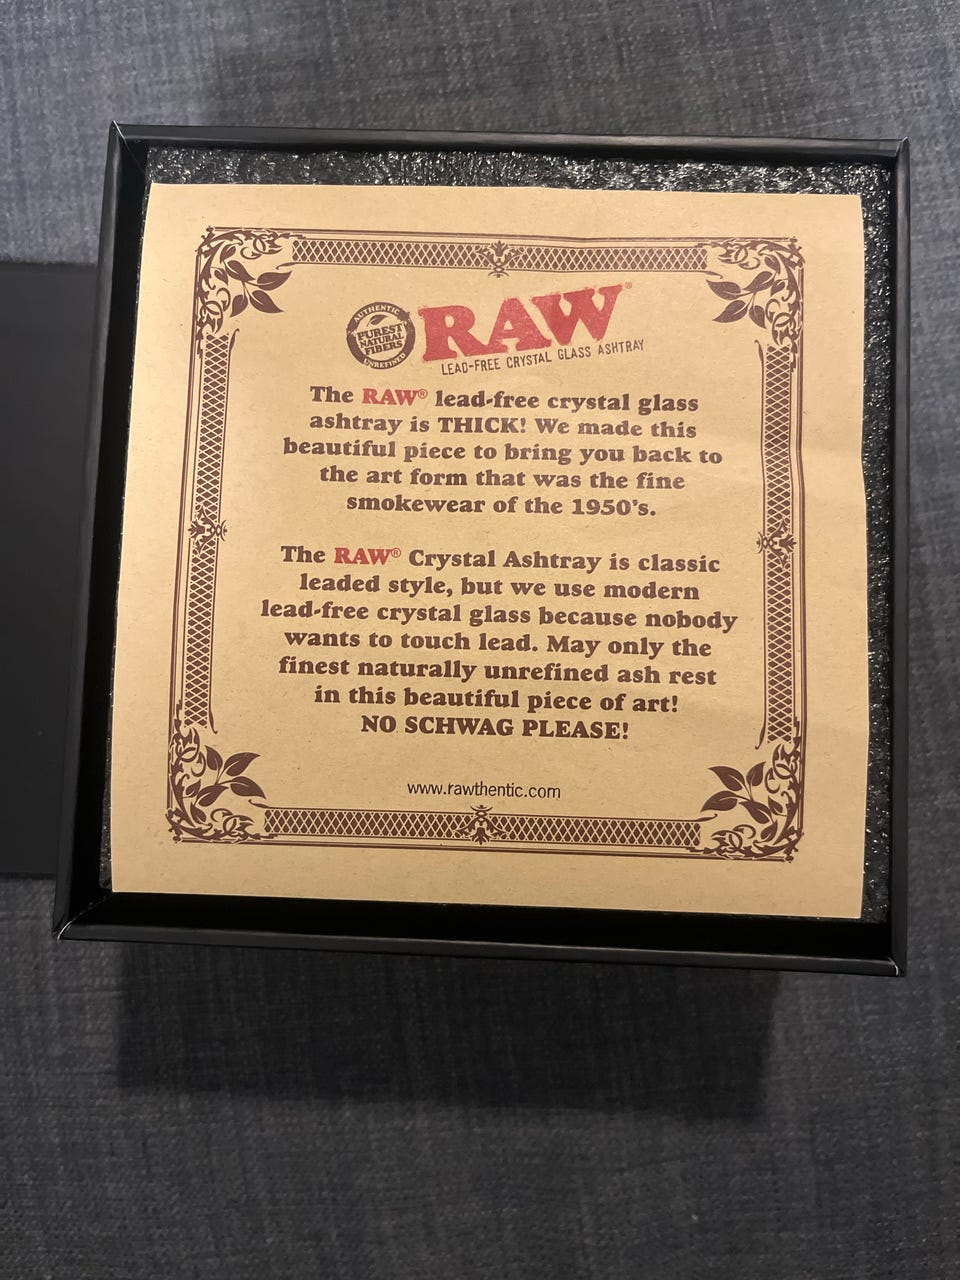 AUTHENTIC
PUREST
NATURAL
FIBERS
UNREFINED
RAW®
LEAD-FREE CRYSTAL GLASS ASHTRAY
The RAW® lead-free crystal glass
ashtray is THICK! We made this
beautiful piece to bring you back to
the art form that was the fine
smokewear of the 1950's.
The RAW® Crystal Ashtray is classic
leaded style, but we use modern
lead-free crystal glass because nobody
wants to touch lead. May only the
finest naturally unrefined ash rest
in this beautiful piece of art!
NO SCHWAG PLEASE!
www.rawthentic.com